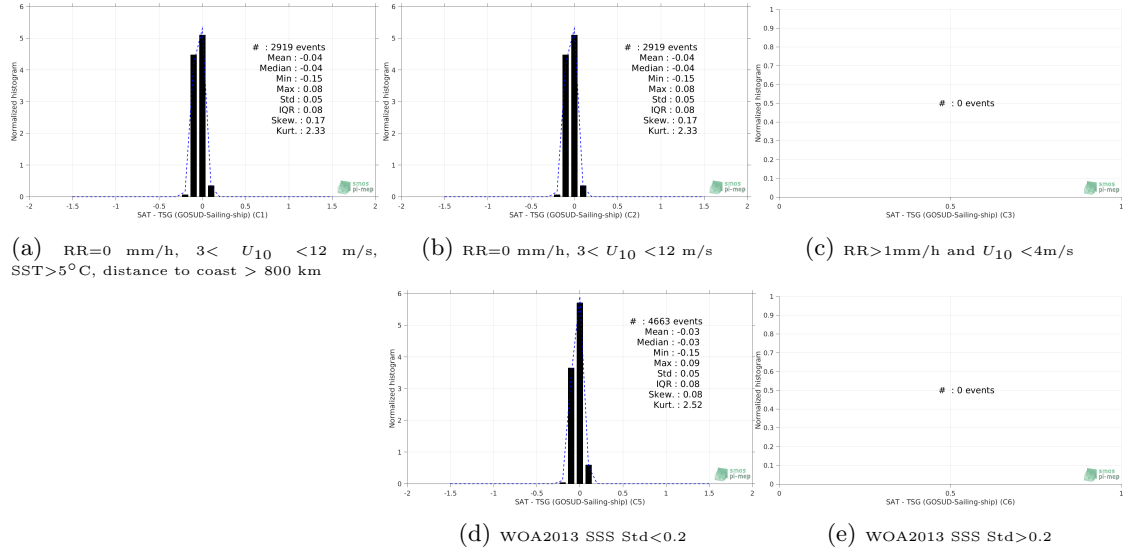 6
5
4
3
2
1
0
Normalized histogram
# : 2919 events
Mean : -0.04
Median : -0.04
Min : -0.15
Max : 0.08
Std : 0.05
IQR : 0.08
Skew. : 0.17
Kurt. : 2.33
smos
pi-mep
-2 -1.5 -1 -0.5 0 0.5 1 1.5 2
SAT - TSG (GOSUD-Sailing-ship) (C1)
(a) RR=0 mm/h, 3< U10 <12 m/s,
SST>5°C, distance to coast > 800 km
6
5
4
3
2
1
0
Normalized histogram
# : 2919 events
Mean : -0.04
Median : -0.04
Min : -0.15
Max : 0.08
Std : 0.05
IQR : 0.08
Skew. : 0.17
Kurt. : 2.33
smos
pi-mep
-2 -1.5 -1 -0.5 0 0.5 1 1.5 2
SAT - TSG (GOSUD-Sailing-ship) (C2)
(b) RR=0 mm/h, 3< U10 <12 m/s
1
0.9
0.8
0.7
0.6
0.5
0.4
0.3
0.2
0.1
0
Normalized histogram
# : 0 events
smos
pi-mep
0 0.5 1
SAT - TSG (GOSUD-Sailing-ship) (C3)
(c) RR>1mm/h and U10 <4m/s
6
5
4
3
2
1
0
Normalized histogram
# : 4663 events
Mean : -0.03
Median : -0.03
Min : -0.15
Max : 0.09
Std : 0.05
IQR : 0.08
Skew. : 0.08
Kurt. : 2.52
smos
pi-mep
-2 -1.5 -1 -0.5 0 0.5 1 1.5 2
SAT - TSG (GOSUD-Sailing-ship) (C5)
(d) WOA2013 SSS Std<0.2
1
0.9
0.8
0.7
0.6
0.5
0.4
0.3
0.2
0.1
0
Normalized histogram
# : 0 events
smos
pi-mep
0 0.5 1
SAT - TSG (GOSUD-Sailing-ship) (C6)
(e) WOA2013 SSS Std>0.2